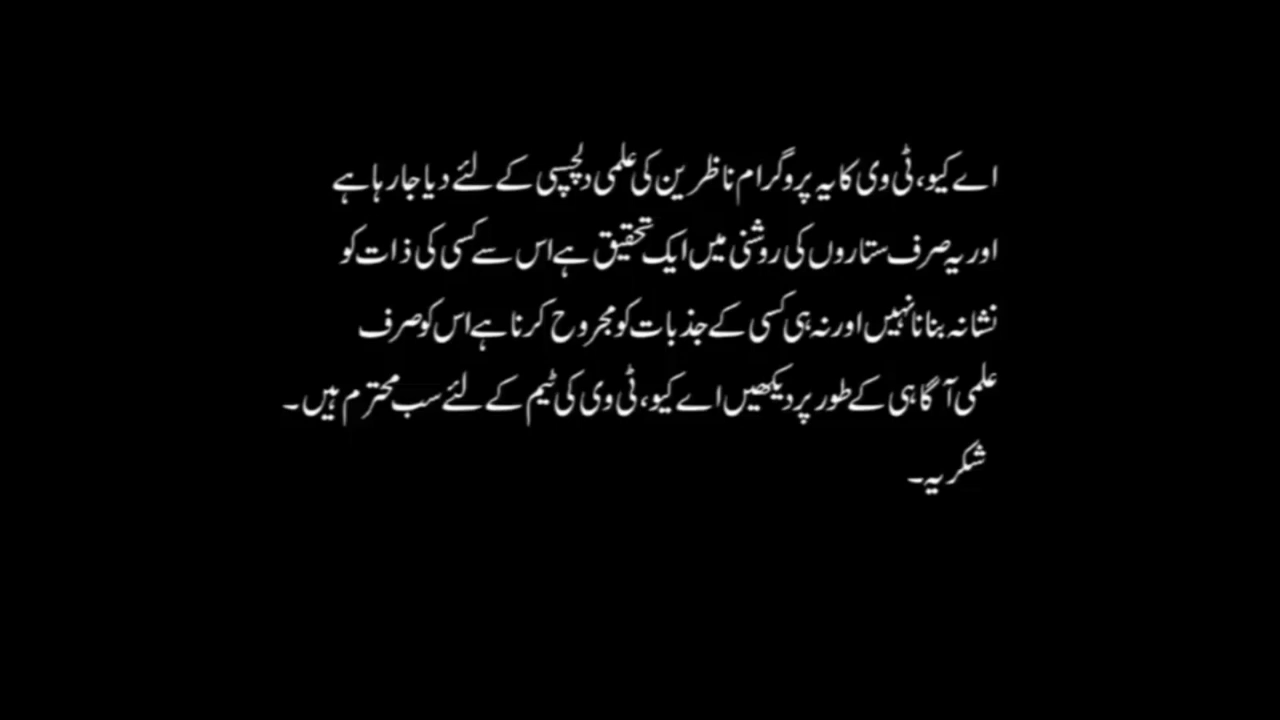 اے کیو، ٹی وی کا یہ پروگرام ناظرین کی علمی دلچسپی کے لئے دیا جا رہا ہے
اور یہ صرف ستاروں کی روشنی میں ایک تحقیق ہے اس سے کسی کی ذات کو
نشانہ بنانا نہیں اور نہ ہی کسی کے جذبات کو مجروح کرنا ہے اس کو صرف
علمی آگاہی کے طور پر دیکھیں اے کیو، ٹی وی کی ٹیم کے لئے سب محترم ہیں۔
شکریہ۔